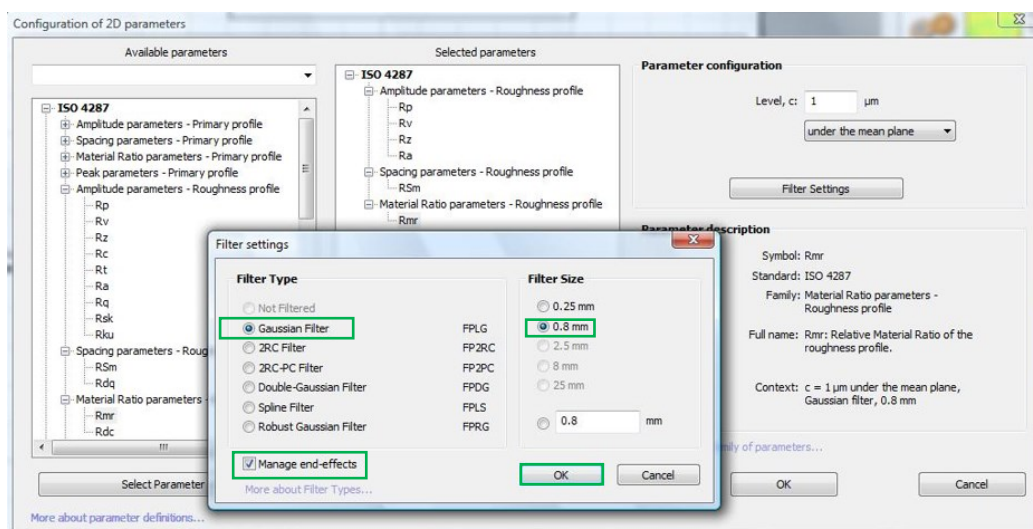 Configuration of 2D parameters
Available parameters
Selected parameters
ISO 4287
Amplitude parameters - Primary profile
Spacing parameters - Primary profile
Material Ratio parameters - Primary profile
Peak parameters - Primary profile
Amplitude parameters - Roughness profile
Rp
Rv
Rz
Rc
Rt
Ra
Rq
Rsk
Rku
Spacing parameters - Roug
RSm
Rdq
Material Ratio parameters -
Rmr
Rdc
Select Parameter
More about parameter definitions...
ISO 4287
Amplitude parameters - Roughness profile
Rp
Rv
Rz
Ra
Spacing parameters - Roughness profile
RSm
Material Ratio parameters - Roughness profile
Rmr
Parameter configuration
Level, c: 1 µm
under the mean plane
Filter Settings
Parameter description
Symbol: Rmr
Standard: ISO 4287
Family: Material Ratio parameters -
Roughness profile
Full name: Rmr: Relative Material Ratio of the
roughness profile.
Context: c = 1 µm under the mean plane,
Gaussian filter, 0.8 mm
of parameters...
OK
Cancel
Filter settings
Filter Type
Not Filtered
Gaussian Filter FPLG
2RC Filter FP2RC
2RC-PC Filter FP2PC
Double-Gaussian Filter FPDG
Spline Filter FPLS
Robust Gaussian Filter FPRG
Manage end-effects
More about Filter Types...
Filter Size
0.25 mm
0.8 mm
2.5 mm
8 mm
25 mm
0.8 mm
OK
Cancel